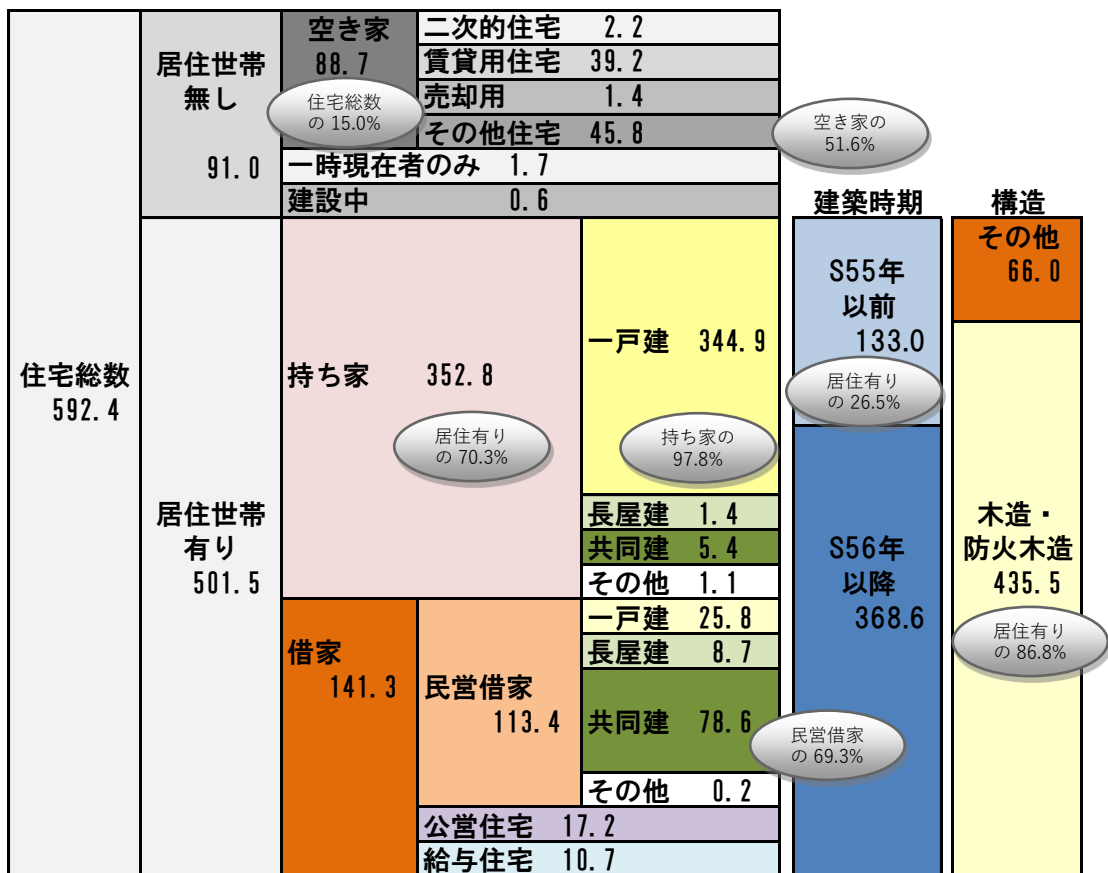 住宅総数
592.4
居住世帯
無し
91.0
空き家
88.7
住宅総数
の 15.0%
二次的住宅 2.2
賃貸用住宅 39.2
売却用 1.4
その他住宅 45.8
空き家の
51.6%
一時現在者のみ 1.7
建設中 0.6
居住世帯
有り
501.5
持ち家 352.8
居住有り
の 70.3%
一戸建 344.9
持ち家の
97.8%
長屋建 1.4
共同建 5.4
その他 1.1
借家
141.3
民営借家
113.4
一戸建 25.8
長屋建 8.7
共同建 78.6
民営借家
の 69.3%
その他 0.2
公営住宅 17.2
給与住宅 10.7
建築時期
S55年
以前
133.0
居住有り
の 26.5%
S56年
以降
368.6
構造
その他
66.0
木造・
防火木造
435.5
居住有り
の 86.8%